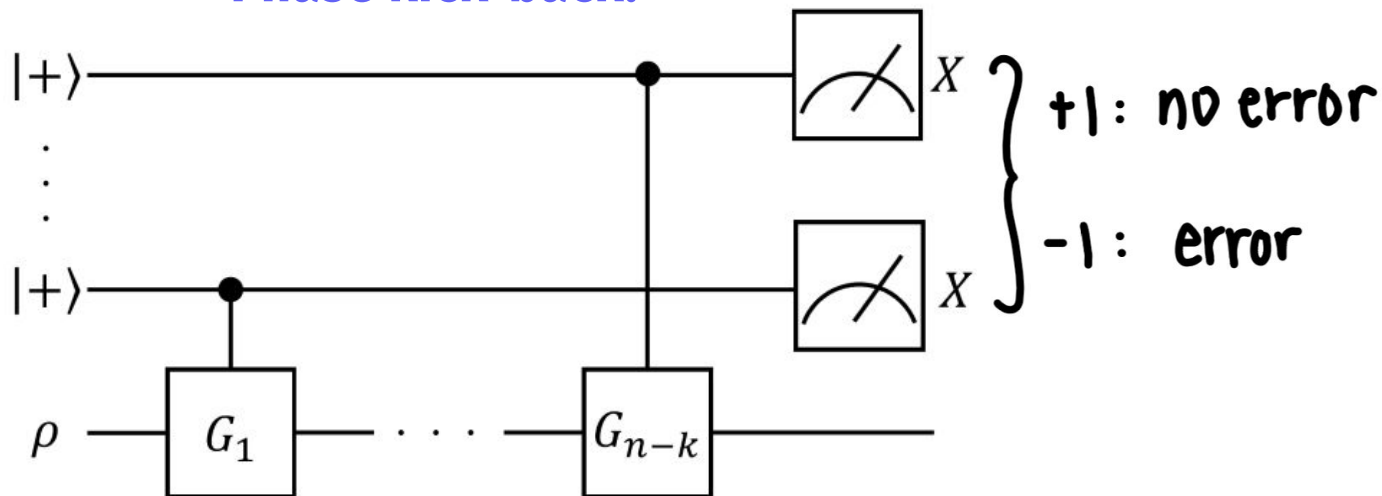 Phase kick-back!
|+⟩ X
+1: no error
-1: error
|+⟩ X
ρ G₁ . . . Gₙ₋ₖ